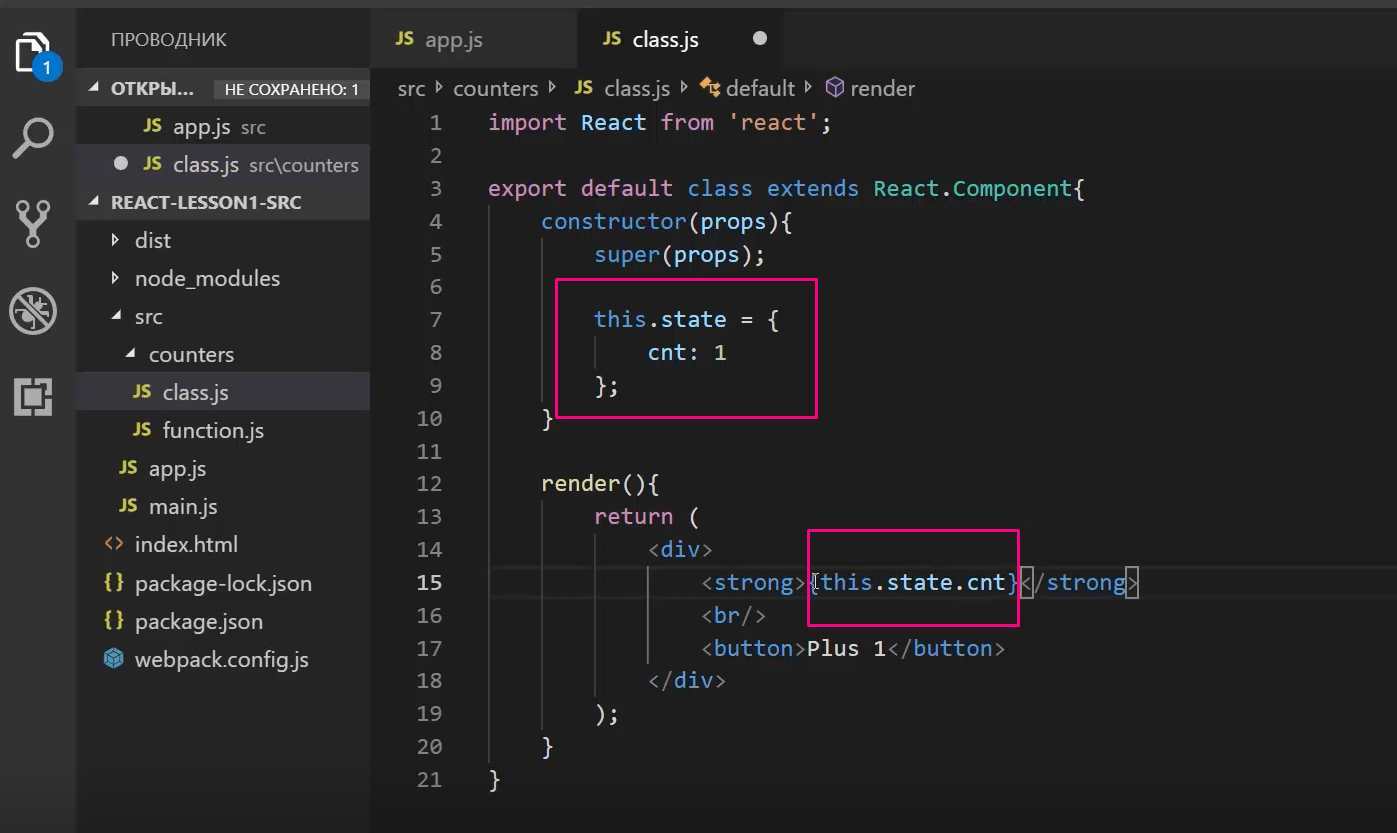 1
ПРОВОДНИК
ОТКРЫ... НЕ СОХРАНЕНО: 1
JS app.js src
JS class.js src\counters
REACT-LESSON1-SRC
dist
node_modules
src
counters
JS class.js
JS function.js
JS app.js
JS main.js
<> index.html
{} package-lock.json
{} package.json
webpack.config.js
JS app.js JS class.js
src counters JS class.js default render
1 import React from 'react';
2
3 export default class extends React.Component{
4 constructor(props){
5 super(props);
6
7 this.state = {
8 cnt: 1
9 };
10 }
11
12 render(){
13 return (
14 <div>
15 <strong>{this.state.cnt}</strong>
16 <br/>
17 <button>Plus 1</button>
18 </div>
19 );
20 }
21 }